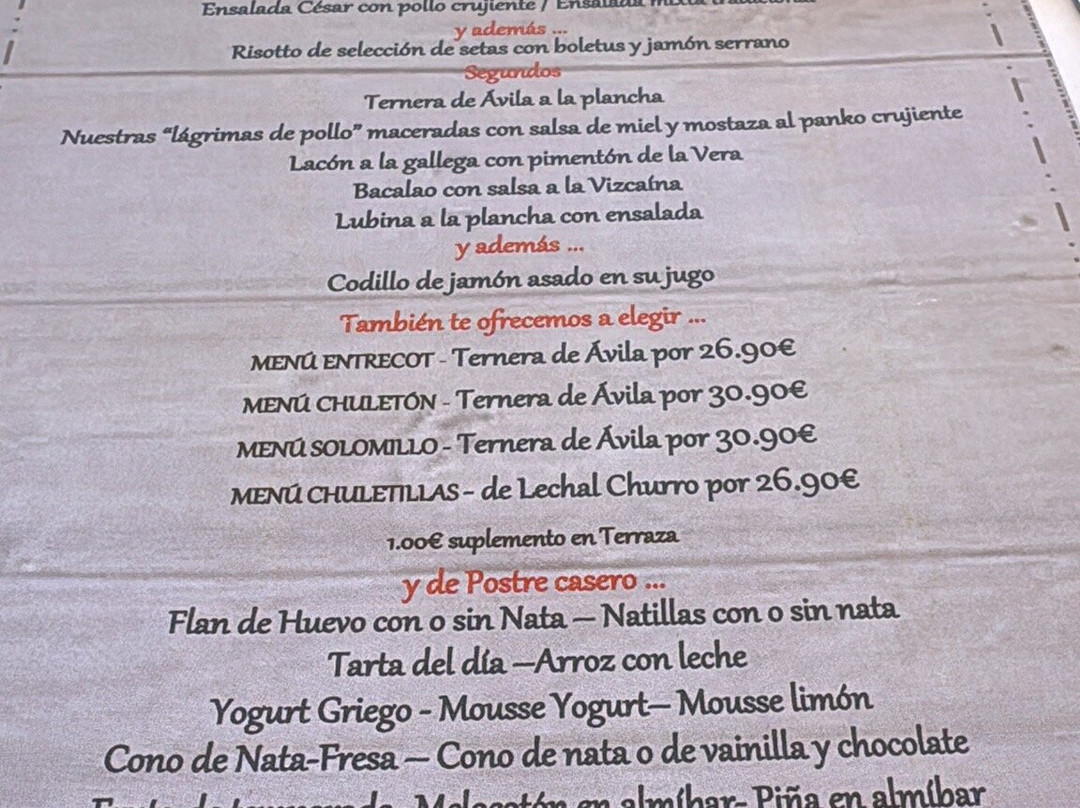 Ensalada César con pollo crujiente / Ensalada mixta
y además ...
Risotto de selección de setas con boletus y jamón serrano
Segundos
Ternera de Ávila a la plancha
Nuestras “lágrimas de pollo” maceradas con salsa de miel y mostaza al panko crujiente
Lacón a la gallega con pimentón de la Vera
Bacalao con salsa a la Vizcaína
Lubina a la plancha con ensalada
y además ...
Codillo de jamón asado en su jugo
También te ofrecemos a elegir ...
MENÚ ENTRECOT - Ternera de Ávila por 26.90€
MENÚ CHULETÓN - Ternera de Ávila por 30.90€
MENÚ SOLOMILLO - Ternera de Ávila por 30.90€
MENÚ CHULETILLAS - de Lechal Churro por 26.90€
1.00€ suplemento en Terraza
y de Postre casero ...
Flan de Huevo con o sin Nata — Natillas con o sin nata
Tarta del día —Arroz con leche
Yogurt Griego - Mousse Yogurt— Mousse limón
Cono de Nata-Fresa — Cono de nata o de vainilla y chocolate
Melocotón en almíbar- Piña en almíbar